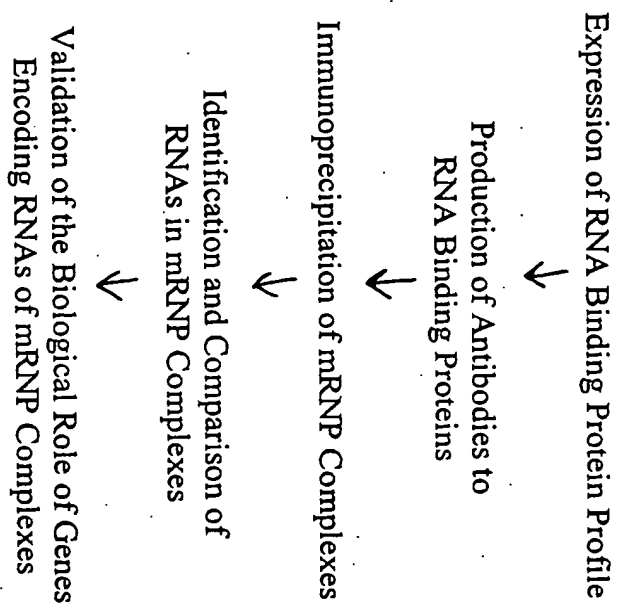 Expression of RNA Binding Protein Profile
Production of Antibodies to
RNA Binding Proteins
Immunoprecipitation of mRNP Complexes
Identification and Comparison of
RNAs in mRNP Complexes
Validation of the Biological Role of Genes
Encoding RNAs of mRNP Complexes